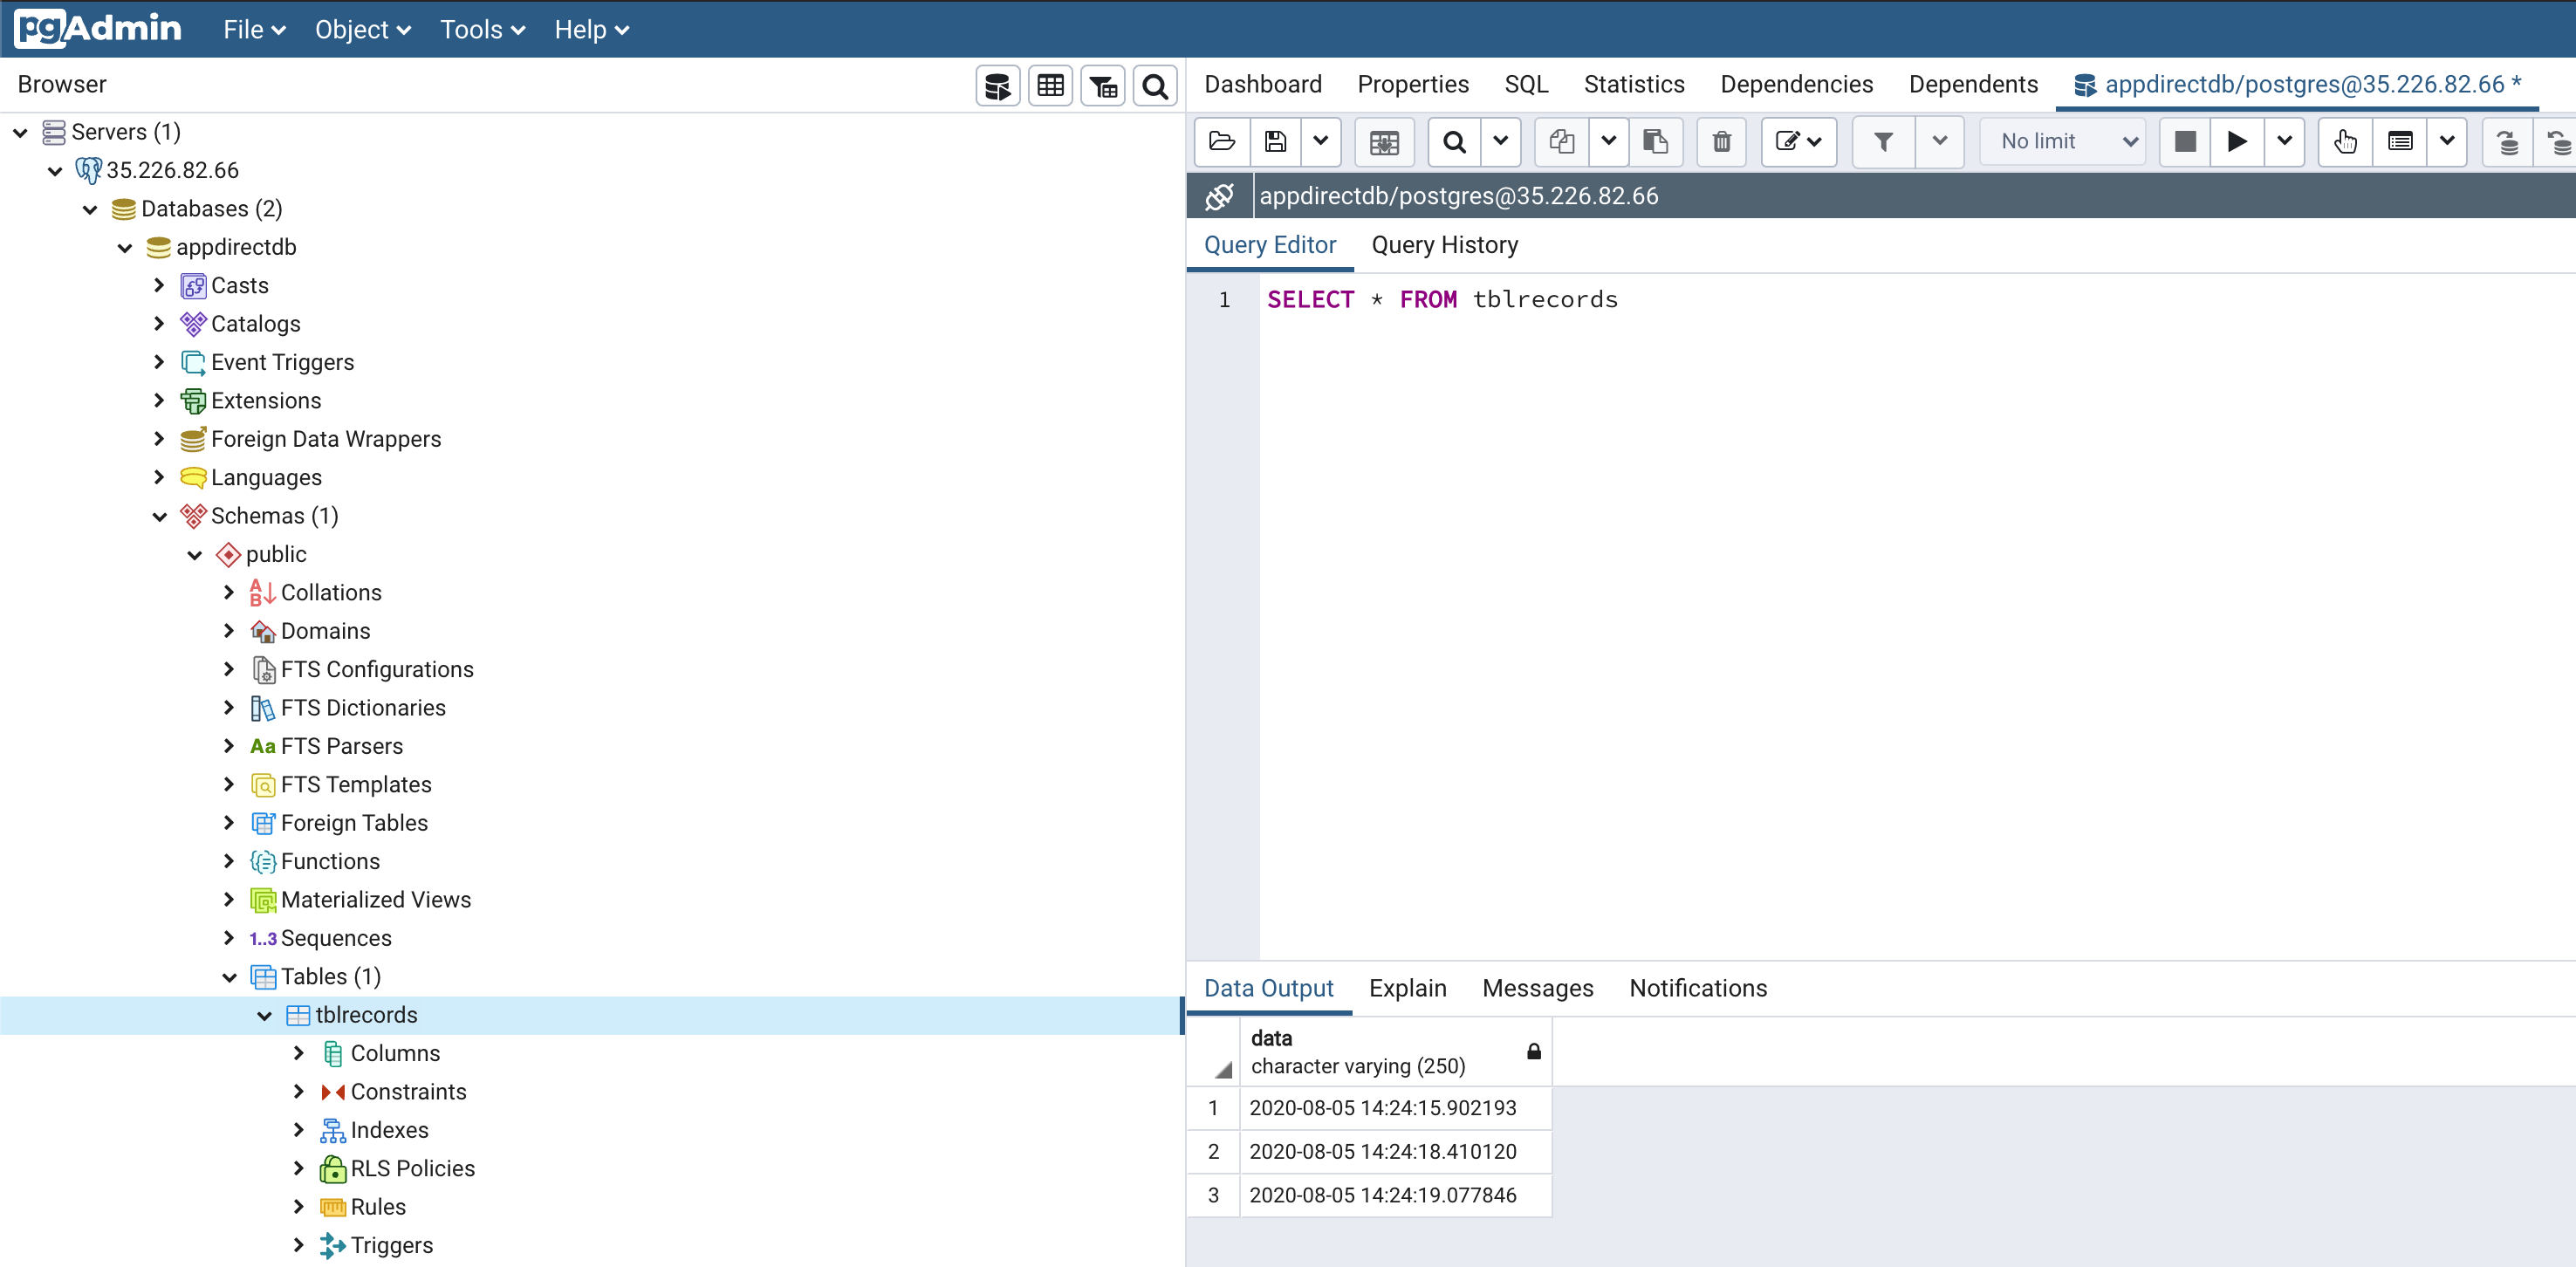 pgAdmin File Object Tools Help
Browser
Dashboard Properties SQL Statistics Dependencies Dependents appdirectdb/postgres@35.226.82.66 *
Servers (1)
35.226.82.66
Databases (2)
appdirectdb
Casts
Catalogs
Event Triggers
Extensions
Foreign Data Wrappers
Languages
Schemas (1)
public
Collations
Domains
FTS Configurations
FTS Dictionaries
Aa FTS Parsers
FTS Templates
Foreign Tables
Functions
Materialized Views
1..3 Sequences
Tables (1)
tblrecords
Columns
Constraints
Indexes
RLS Policies
Rules
Triggers
No limit
appdirectdb/postgres@35.226.82.66
Query Editor Query History
1 SELECT * FROM tblrecords
Data Output Explain Messages Notifications
data
character varying (250)
1 2020-08-05 14:24:15.902193
2 2020-08-05 14:24:18.410120
3 2020-08-05 14:24:19.077846